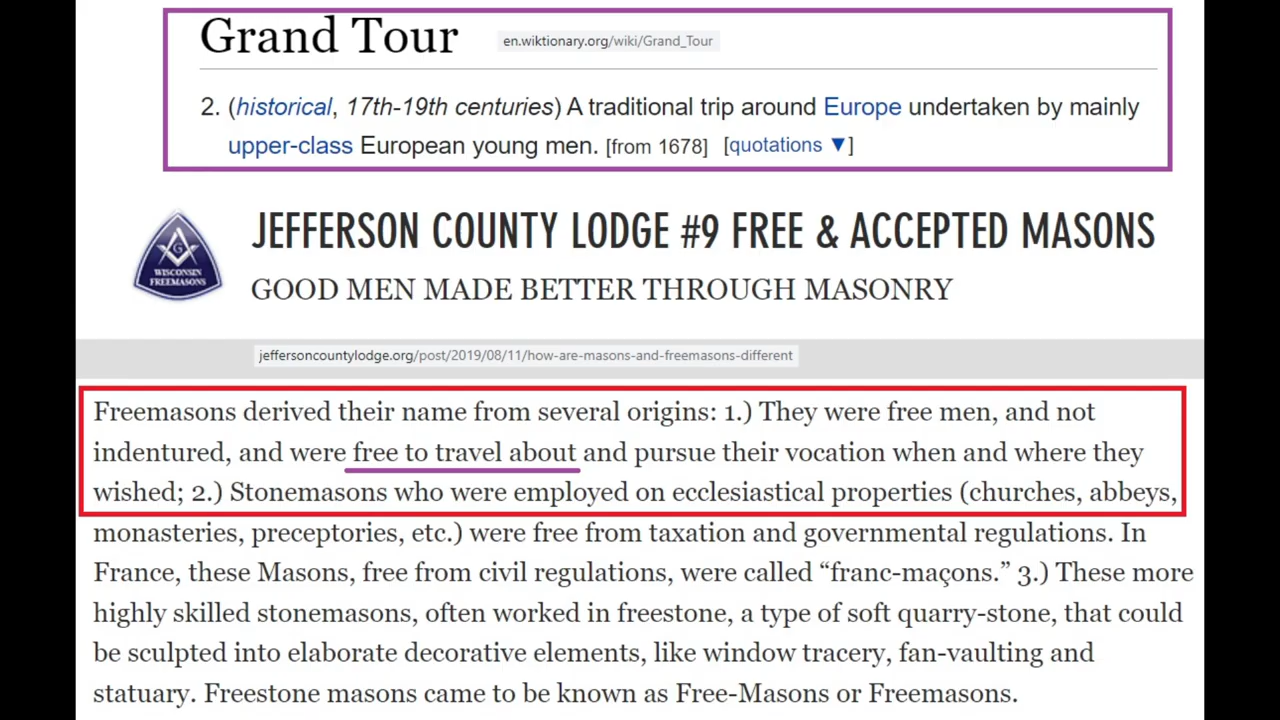 Grand Tour
en.wiktionary.org/wiki/Grand_Tour
2. (historical, 17th-19th centuries) A traditional trip around Europe undertaken by mainly
upper-class European young men. [from 1678] [quotations ▼]
G
WISCONSIN
FREEMASONS
JEFFERSON COUNTY LODGE #9 FREE & ACCEPTED MASONS
GOOD MEN MADE BETTER THROUGH MASONRY
jeffersoncountylodge.org/post/2019/08/11/how-are-masons-and-freemasons-different
Freemasons derived their name from several origins: 1.) They were free men, and not
indentured, and were free to travel about and pursue their vocation when and where they
wished; 2.) Stonemasons who were employed on ecclesiastical properties (churches, abbeys,
monasteries, preceptories, etc.) were free from taxation and governmental regulations. In
France, these Masons, free from civil regulations, were called “franc-maçons.” 3.) These more
highly skilled stonemasons, often worked in freestone, a type of soft quarry-stone, that could
be sculpted into elaborate decorative elements, like window tracery, fan-vaulting and
statuary. Freestone masons came to be known as Free-Masons or Freemasons.